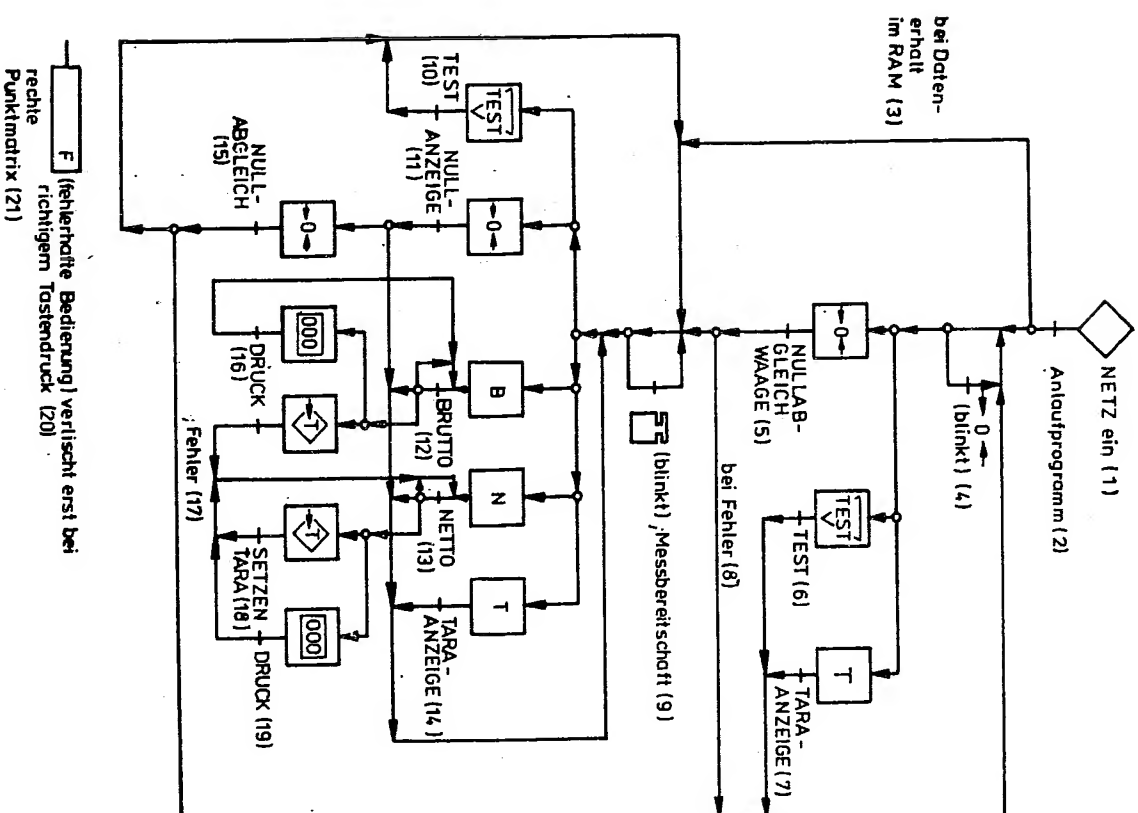 NETZ ein (1)
Anlaufprogramm (2)
bei Daten-
erhalt
im RAM (3)
→0←
(blinkt) (4)
→0←
NULLAB-
GLEICH
WAAGE (5)
TEST
TEST (6)
T
TARA-
ANZEIGE (7)
bei Fehler (8)
(blinkt) ; Messbereitschaft (9)
TEST
TEST
(10)
→0←
NULL-
ANZEIGE
(11)
B
BRUTTO
(12)
N
NETTO
(13)
T
TARA-
ANZEIGE (14)
→0←
NULL-
ABGLEICH
(15)
000
DRUCK
(16)
→T
; Fehler (17)
→T
SETZEN
TARA (18)
000
DRUCK (19)
F (fehlerhafte Bedienung) verlischt erst bei
richtigem Tastendruck (20)
rechte
Punktmatrix (21)